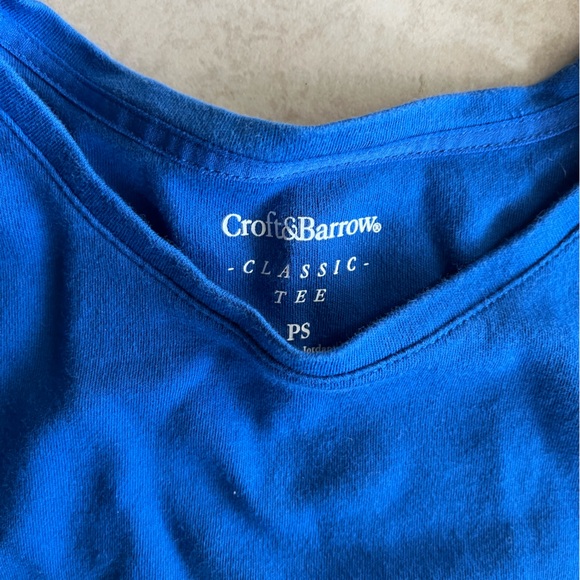 Croft&Barrow®
-CLASSIC-
TEE
PS